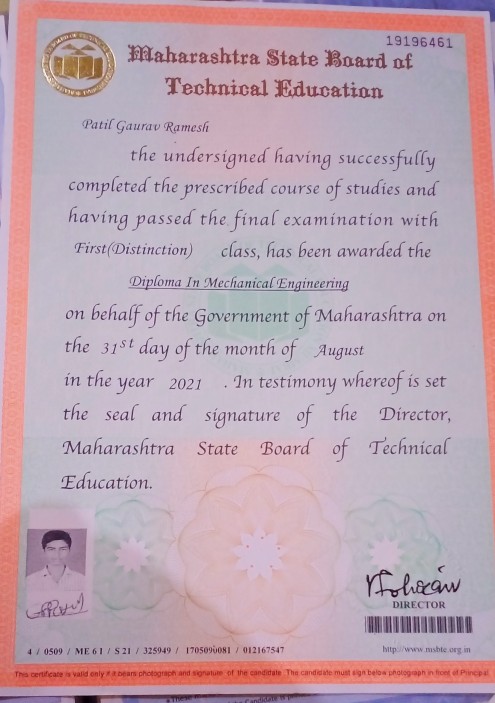 19196461
Maharashtra State Board of
Technical Education
Patil Gaurav Ramesh
the undersigned having successfully
completed the prescribed course of studies and
having passed the final examination with
First(Distinction) class, has been awarded the
Diploma In Mechanical Engineering
on behalf of the Government of Maharashtra on
the 31st day of the month of August
in the year 2021 . In testimony whereof is set
the seal and signature of the Director,
Maharashtra State Board of Technical
Education.
DIRECTOR
4 / 0509 / ME 6 I / S 21 / 325949 / 1705090081 / 012167547
http://www.msbte.org.in
This certificate is valid only if it bears photograph and signature of the candidate. The candidate must sign below photograph in front of Principal